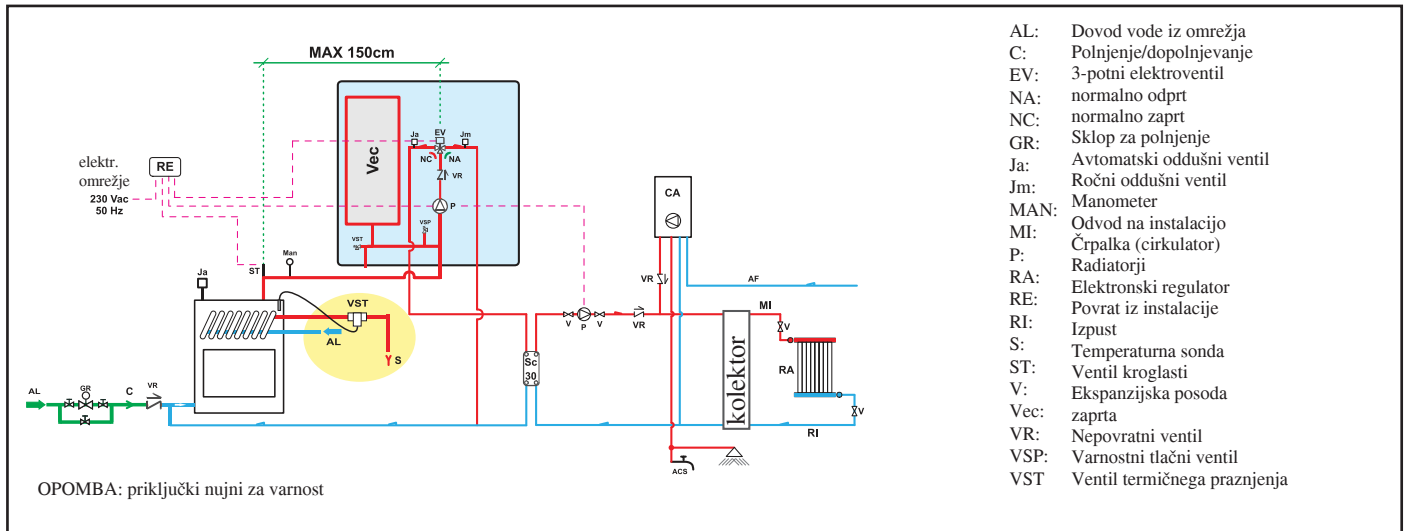 MAX 150cm
elektr.
omrežje
230 Vac
50 Hz
RE
Vec
Ja
EV
Jm
NC
NA
VR
P
VST
VSP
ST
Man
Ja
VST
AL
S
AL
GR
C
VR
V
P
V
VR
Sc
30
CA
VR
AF
MI
V
kolektor
RA
V
RI
ACS
OPOMBA: priključki nujni za varnost
AL: Dovod vode iz omrežja
C: Polnjenje/dopolnjevanje
EV: 3-potni elektroventil
NA: normalno odprt
NC: normalno zaprt
GR: Sklop za polnjenje
Ja: Avtomatski oddušni ventil
Jm: Ročni oddušni ventil
MAN: Manometer
MI: Odvod na instalacijo
P: Črpalka (cirkulator)
RA: Radiatorji
RE: Elektronski regulator
RI: Povrat iz instalacije
S: Izpust
ST: Temperaturna sonda
V: Ventil kroglasti
Vec: Ekspanzijska posoda
zaprta
VR: Nepovratni ventil
VSP: Varnostni tlačni ventil
VST Ventil termičnega praznjenja